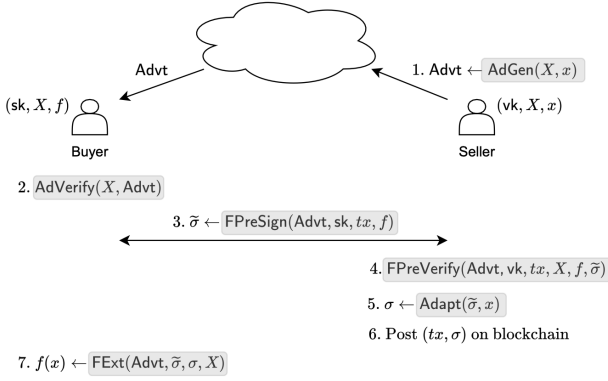 1. Advt ← AdGen(X, x)
Advt
(sk, X, f)
(vk, X, x)
Buyer
Seller
2. AdVerify(X, Advt)
3. σ̃ ← FPreSign(Advt, sk, tx, f)
4. FPreVerify(Advt, vk, tx, X, f, σ̃)
5. σ ← Adapt(σ̃, x)
6. Post (tx, σ) on blockchain
7. f(x) ← FExt(Advt, σ̃, σ, X)